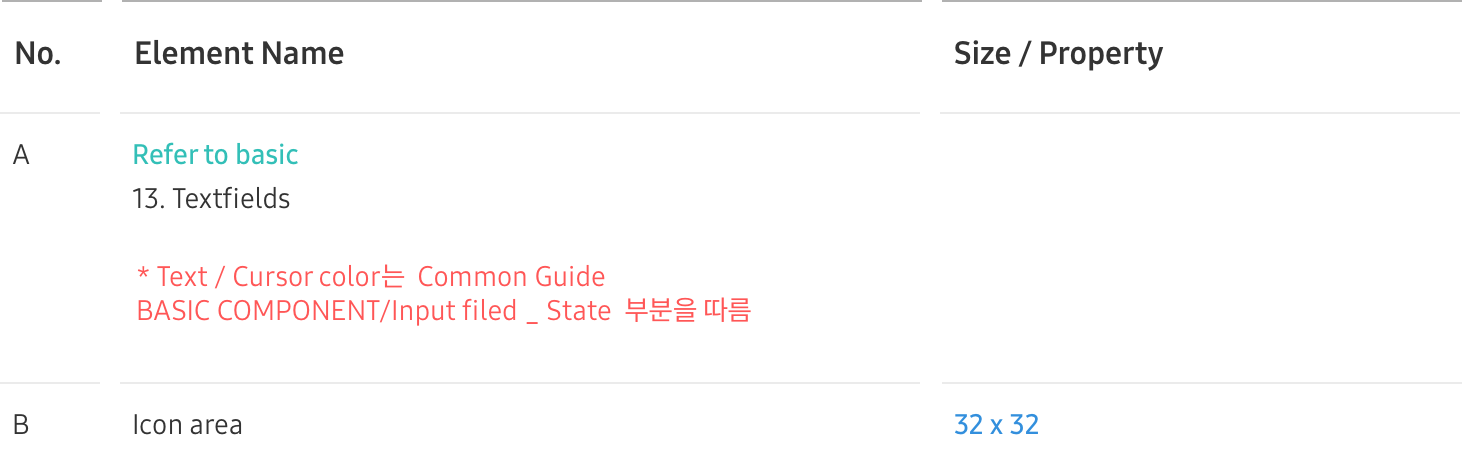 No. Element Name Size / Property
A Refer to basic
13. Textfields
* Text / Cursor color는 Common Guide
BASIC COMPONENT/Input filed _ State 부분을 따름
B Icon area 32 x 32